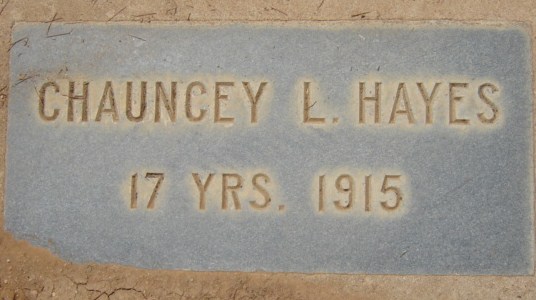 CHAUNCEY L. HAYES
17 YRS. 1915